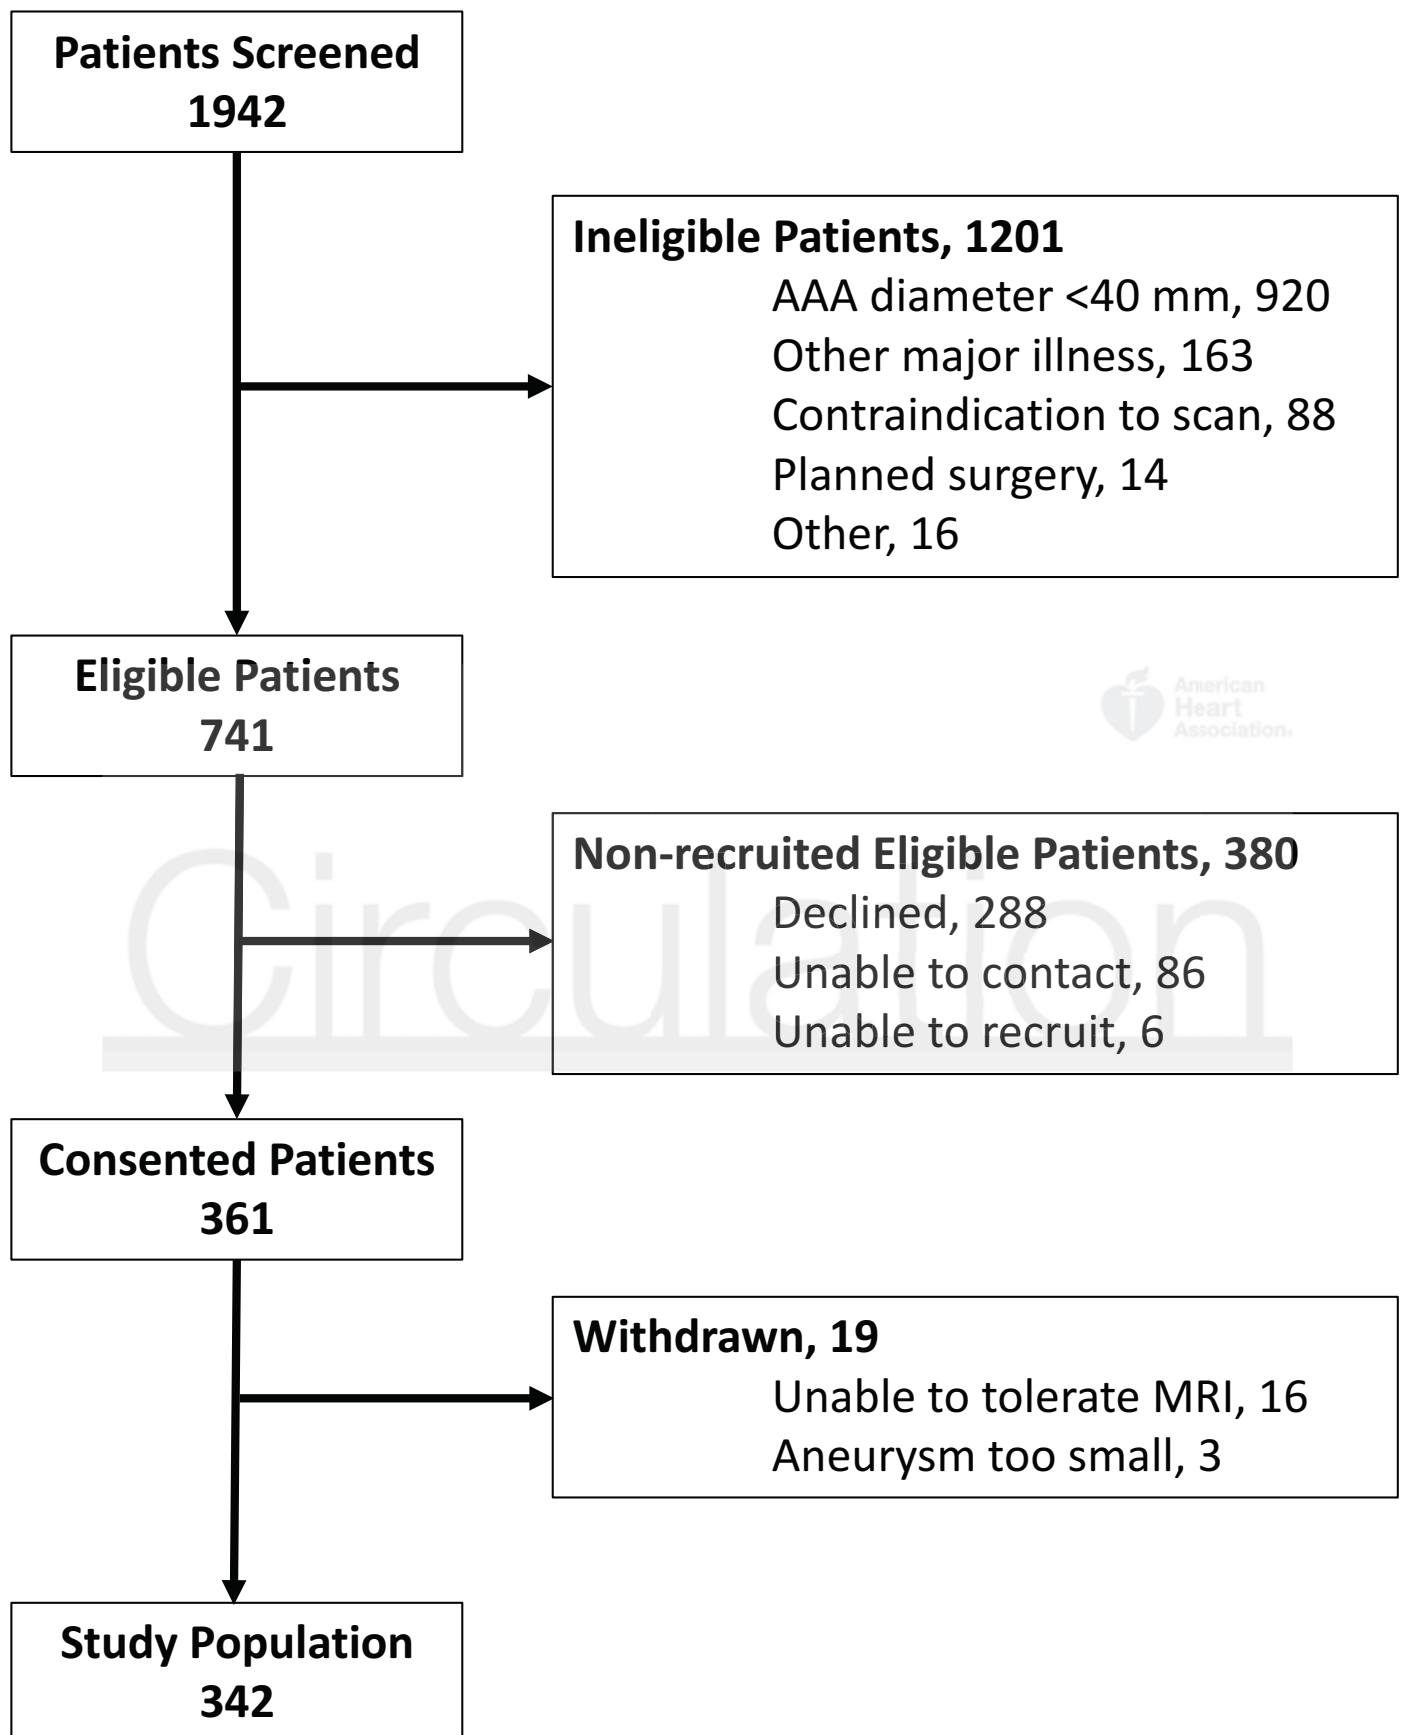 Patients Screened
1942
Ineligible Patients, 1201
AAA diameter <40 mm, 920
Other major illness, 163
Contraindication to scan, 88
Planned surgery, 14
Other, 16
Eligible Patients
741
American
Heart
Association®
Non-recruited Eligible Patients, 380
Declined, 288
Unable to contact, 86
Unable to recruit, 6
Circulation
Consented Patients
361
Withdrawn, 19
Unable to tolerate MRI, 16
Aneurysm too small, 3
Study Population
342